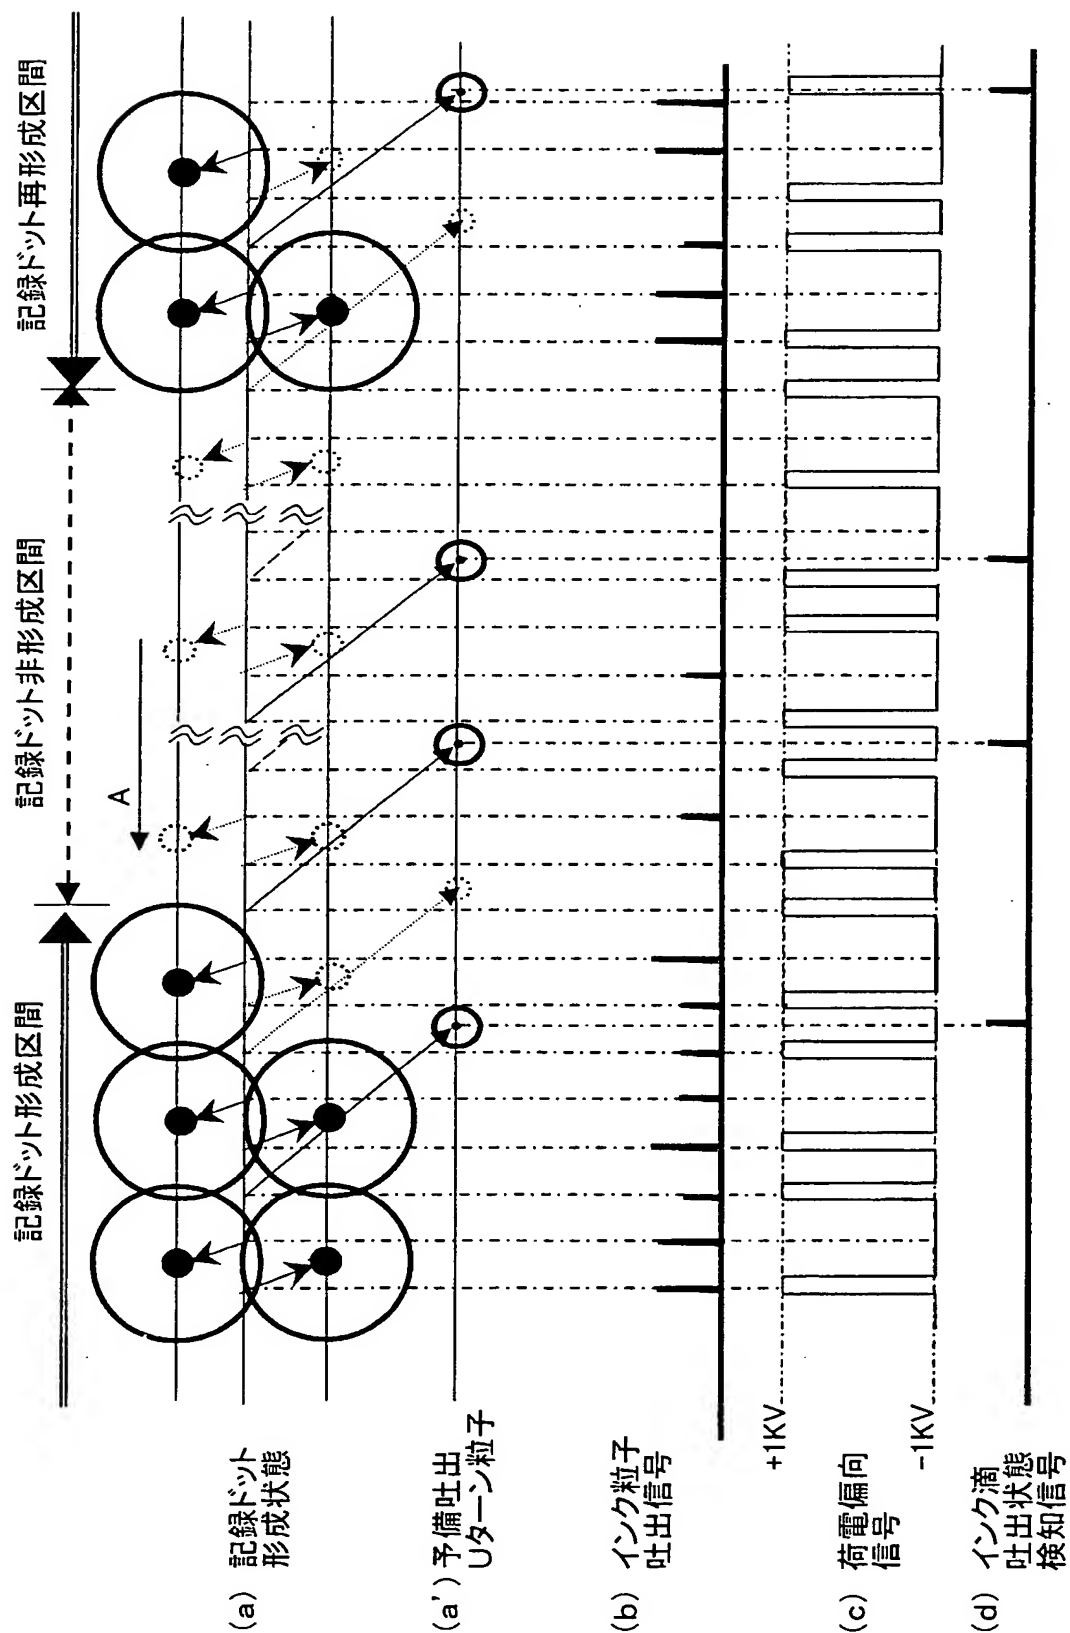 記録ドット形成区間
記録ドット非形成区間
記録ドット再形成区間
A
(a) 記録ドット
形成状態
(a')予備吐出
Uターン粒子
(b) インク粒子
吐出信号
+1KV
(c) 荷電偏向
信号
-1KV
(d) インク滴
吐出状態
検知信号